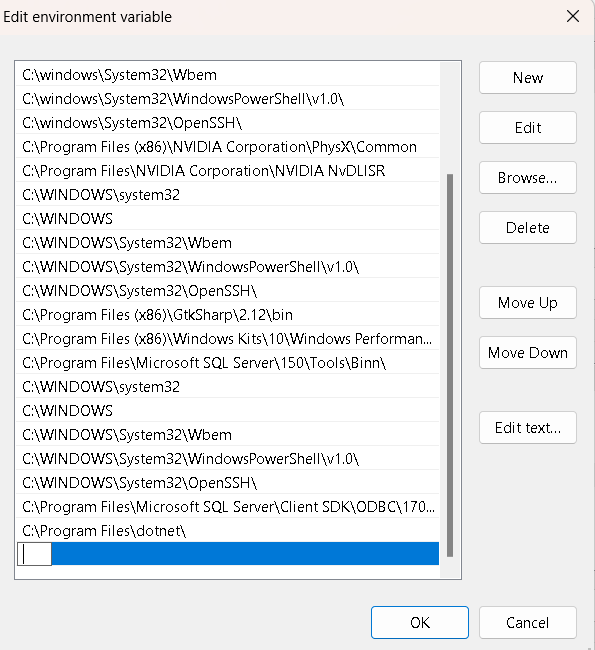 Edit environment variable
C:\windows\System32\Wbem
C:\windows\System32\WindowsPowerShell\v1.0\
C:\windows\System32\OpenSSH\
C:\Program Files (x86)\NVIDIA Corporation\PhysX\Common
C:\Program Files\NVIDIA Corporation\NVIDIA NvDLISR
C:\WINDOWS\system32
C:\WINDOWS
C:\WINDOWS\System32\Wbem
C:\WINDOWS\System32\WindowsPowerShell\v1.0\
C:\WINDOWS\System32\OpenSSH\
C:\Program Files (x86)\GtkSharp\2.12\bin
C:\Program Files (x86)\Windows Kits\10\Windows Performan...
C:\Program Files\Microsoft SQL Server\150\Tools\Binn\
C:\WINDOWS\system32
C:\WINDOWS
C:\WINDOWS\System32\Wbem
C:\WINDOWS\System32\WindowsPowerShell\v1.0\
C:\WINDOWS\System32\OpenSSH\
C:\Program Files\Microsoft SQL Server\Client SDK\ODBC\170...
C:\Program Files\dotnet\
New
Edit
Browse...
Delete
Move Up
Move Down
Edit text...
OK
Cancel